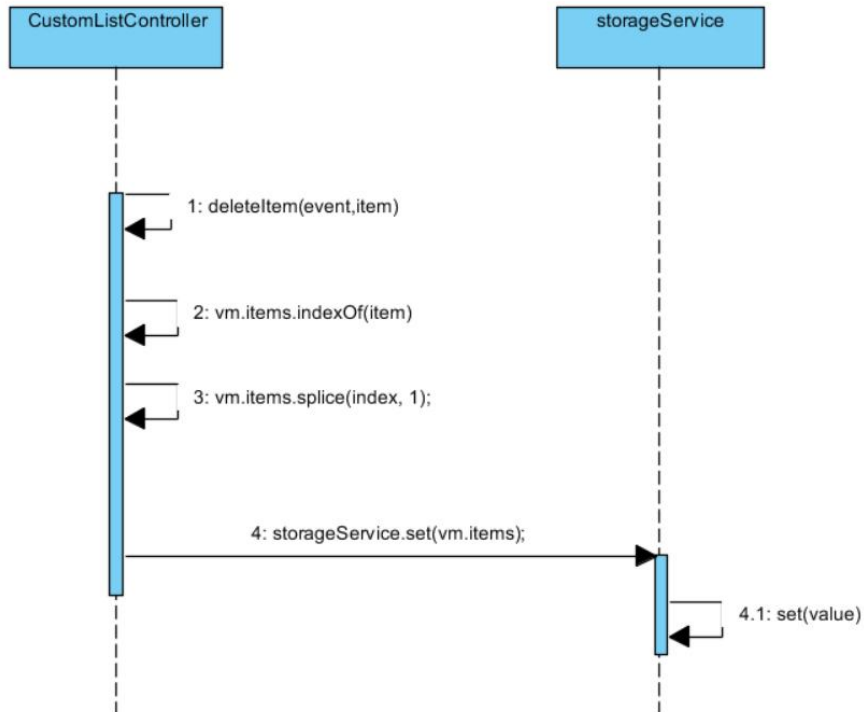 CustomListController
storageService
1: deleteItem(event,item)
2: vm.items.indexOf(item)
3: vm.items.splice(index, 1);
4: storageService.set(vm.items);
4.1: set(value)